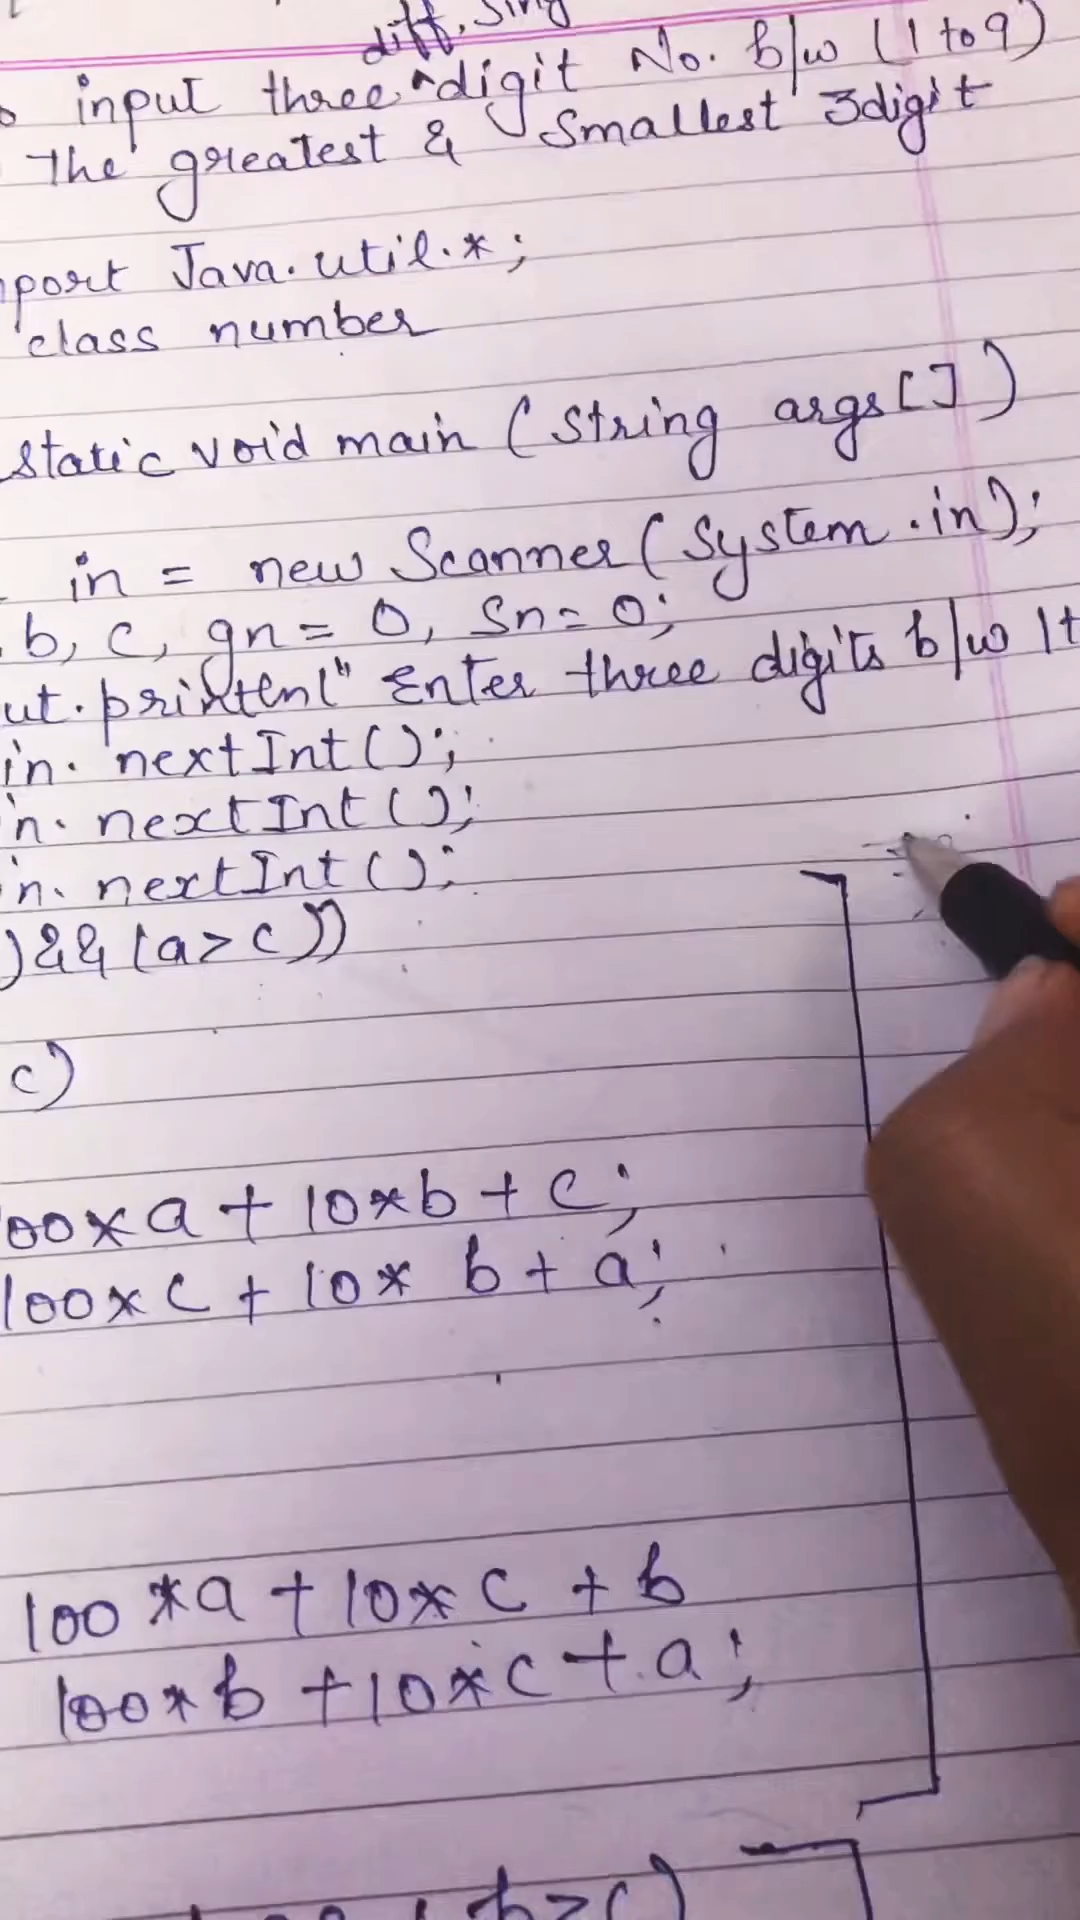 diff. Sing
input three ^ digit No. b/w (1 to 9)
The greatest & Smallest 3digit
port Java.util.*;
class number
static void main (String args[])
in = new Scanner(System.in);
b, c, gn = 0, Sn = 0;
ut.println" Enter three digits b/w 1t
in. nextInt();
n. nextInt();
n. nextInt();
)&&(a>c))
c)
00*a + 10*b + c;
100*c + 10* b + a;
100*a + 10*c + b
100*b + 10*c + a;
(b>c)